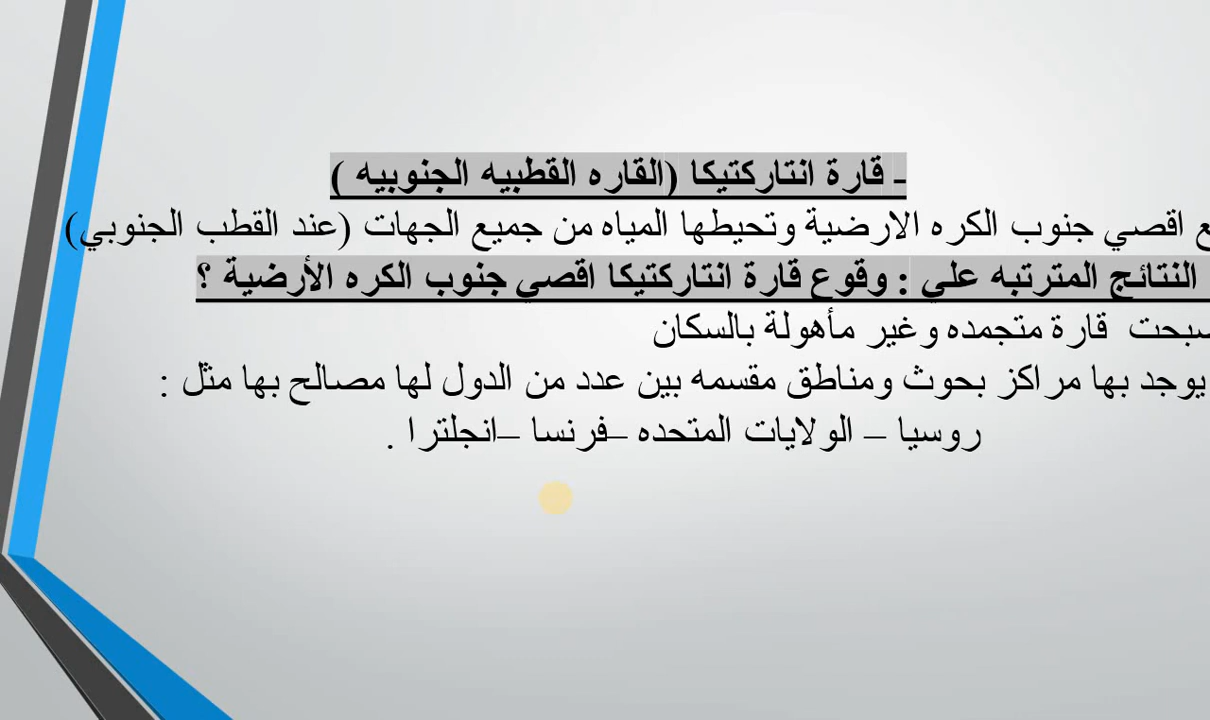 - قارة انتاركتيكا (القاره القطبيه الجنوبيه )
اقصي جنوب الكره الارضية وتحيطها المياه من جميع الجهات (عند القطب الجنوبي)
النتائج المترتبه علي : وقوع قارة انتاركتيكا اقصي جنوب الكره الأرضية ؟
قارة متجمده وغير مأهولة بالسكان
يوجد بها مراكز بحوث ومناطق مقسمه بين عدد من الدول لها مصالح بها مثل :
روسيا – الولايات المتحده –فرنسا –انجلترا .